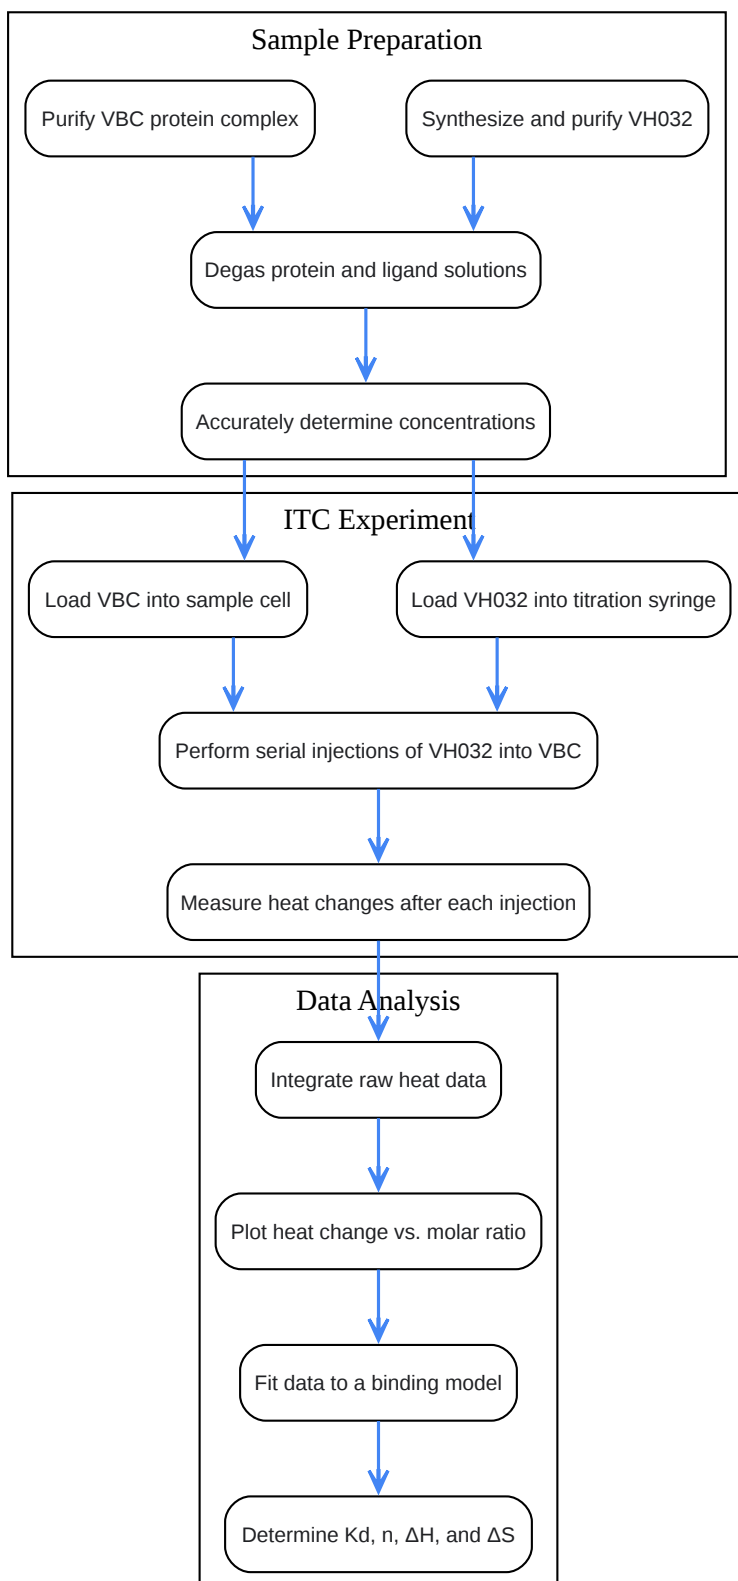 Sample Preparation
Purify VBC protein complex
Synthesize and purify VH032
Degas protein and ligand solutions
Accurately determine concentrations
ITC Experiment
Load VBC into sample cell
Load VH032 into titration syringe
Perform serial injections of VH032 into VBC
Measure heat changes after each injection
Data Analysis
Integrate raw heat data
Plot heat change vs. molar ratio
Fit data to a binding model
Determine Kd, n, ΔH, and ΔS